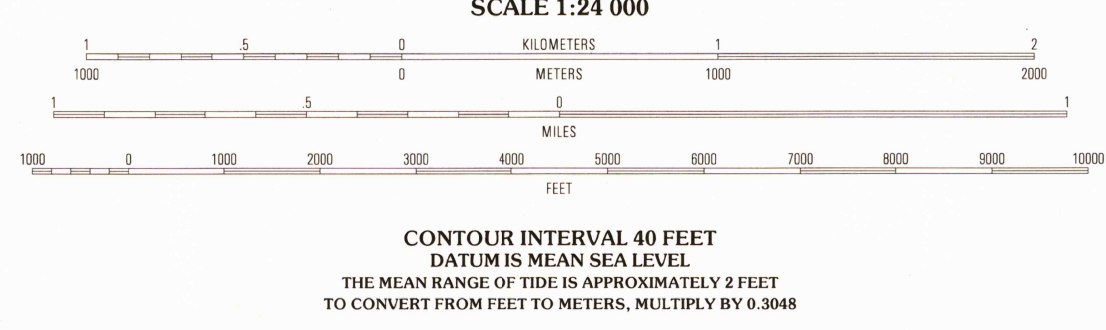 SCALE 1:24 000
1 .5 0 KILOMETERS 1 2
1000 0 METERS 1000 2000
1 .5 0 1
MILES
1000 0 1000 2000 3000 4000 5000 6000 7000 8000 9000 10000
FEET
CONTOUR INTERVAL 40 FEET
DATUM IS MEAN SEA LEVEL
THE MEAN RANGE OF TIDE IS APPROXIMATELY 2 FEET
TO CONVERT FROM FEET TO METERS, MULTIPLY BY 0.3048